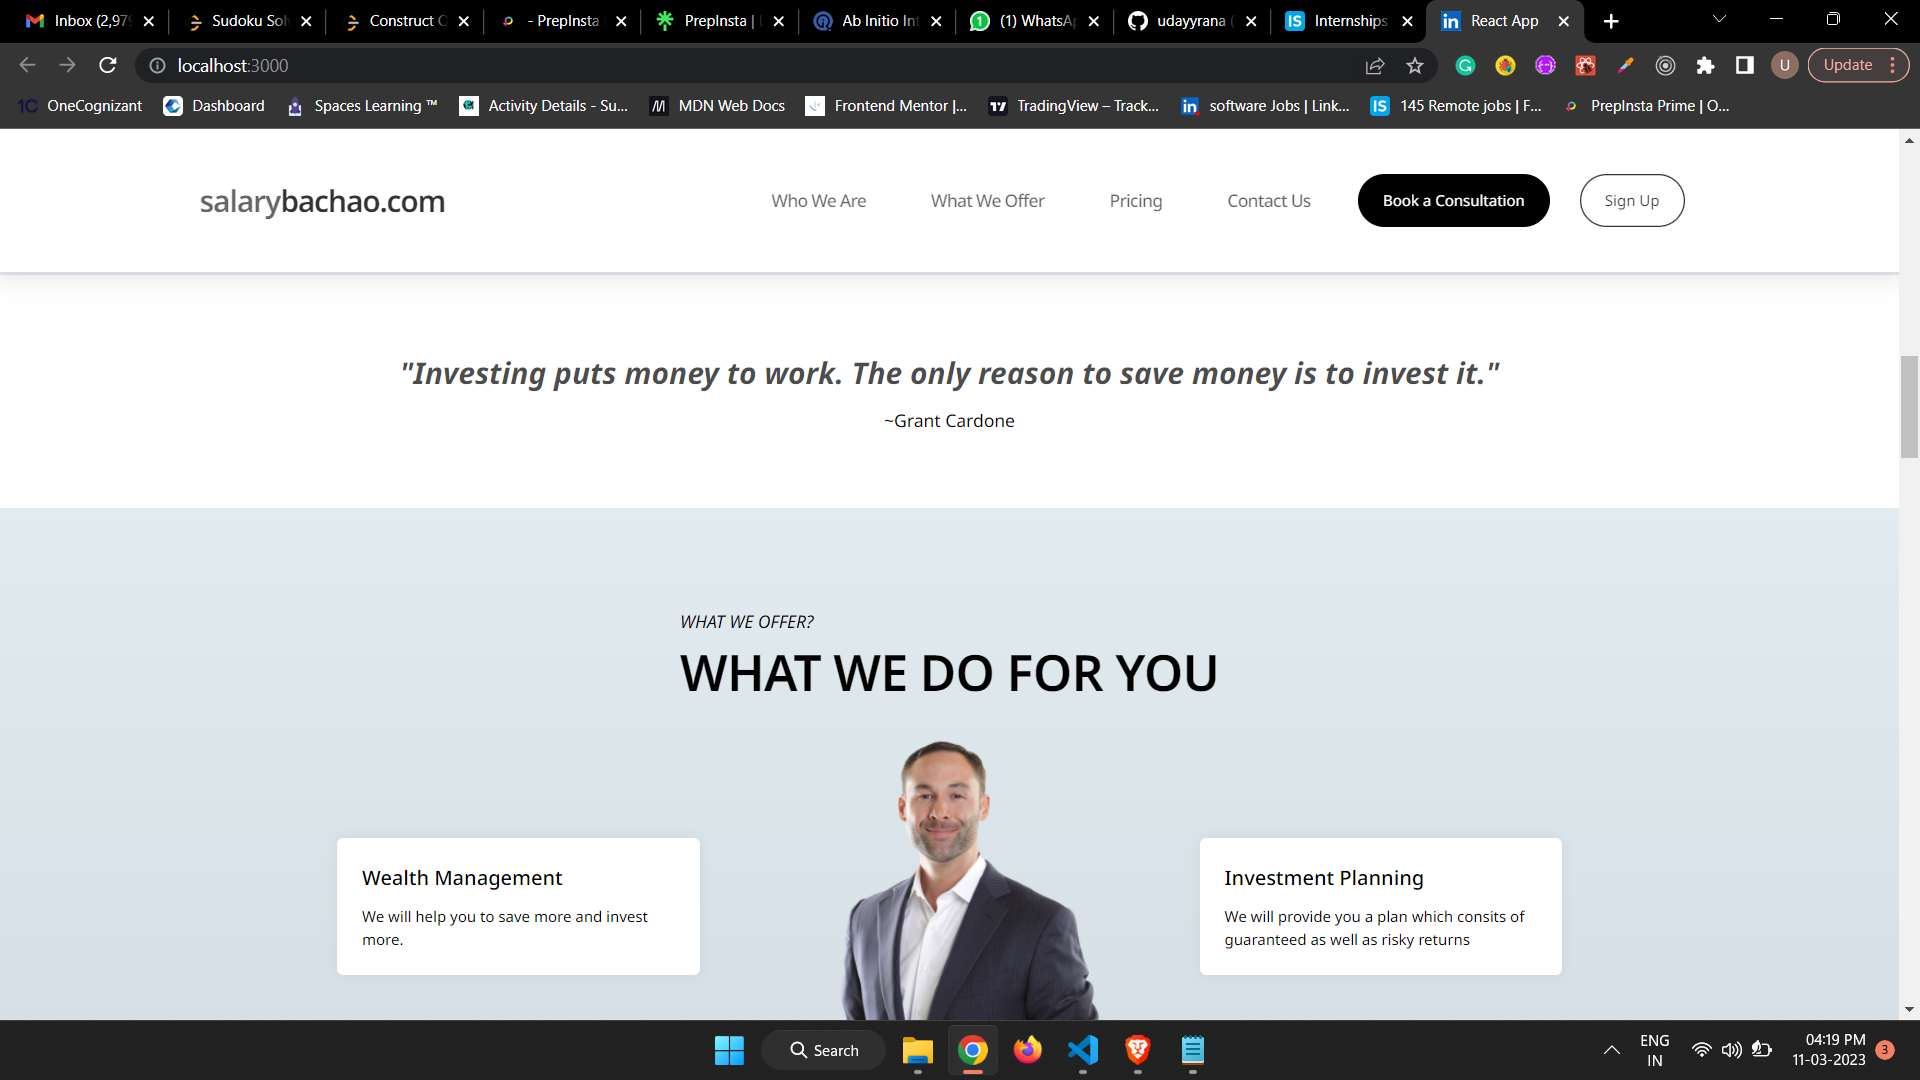 Inbox (2,979
Sudoku Sol
Construct C
- PrepInsta
PrepInsta |
Ab Initio Int
(1) WhatsAp
udayyrana (
Internships
React App
localhost:3000
U
Update
OneCognizant
Dashboard
Spaces Learning ™
Activity Details - Su...
MDN Web Docs
Frontend Mentor |...
TradingView – Track...
software Jobs | Link...
145 Remote jobs | F...
PrepInsta Prime | O...
salarybachao.com
Who We Are
What We Offer
Pricing
Contact Us
Book a Consultation
Sign Up
"Investing puts money to work. The only reason to save money is to invest it."
~Grant Cardone
WHAT WE OFFER?
WHAT WE DO FOR YOU
Wealth Management
We will help you to save more and invest
more.
Investment Planning
We will provide you a plan which consits of
guaranteed as well as risky returns
Search
ENG
IN
04:19 PM
11-03-2023
3